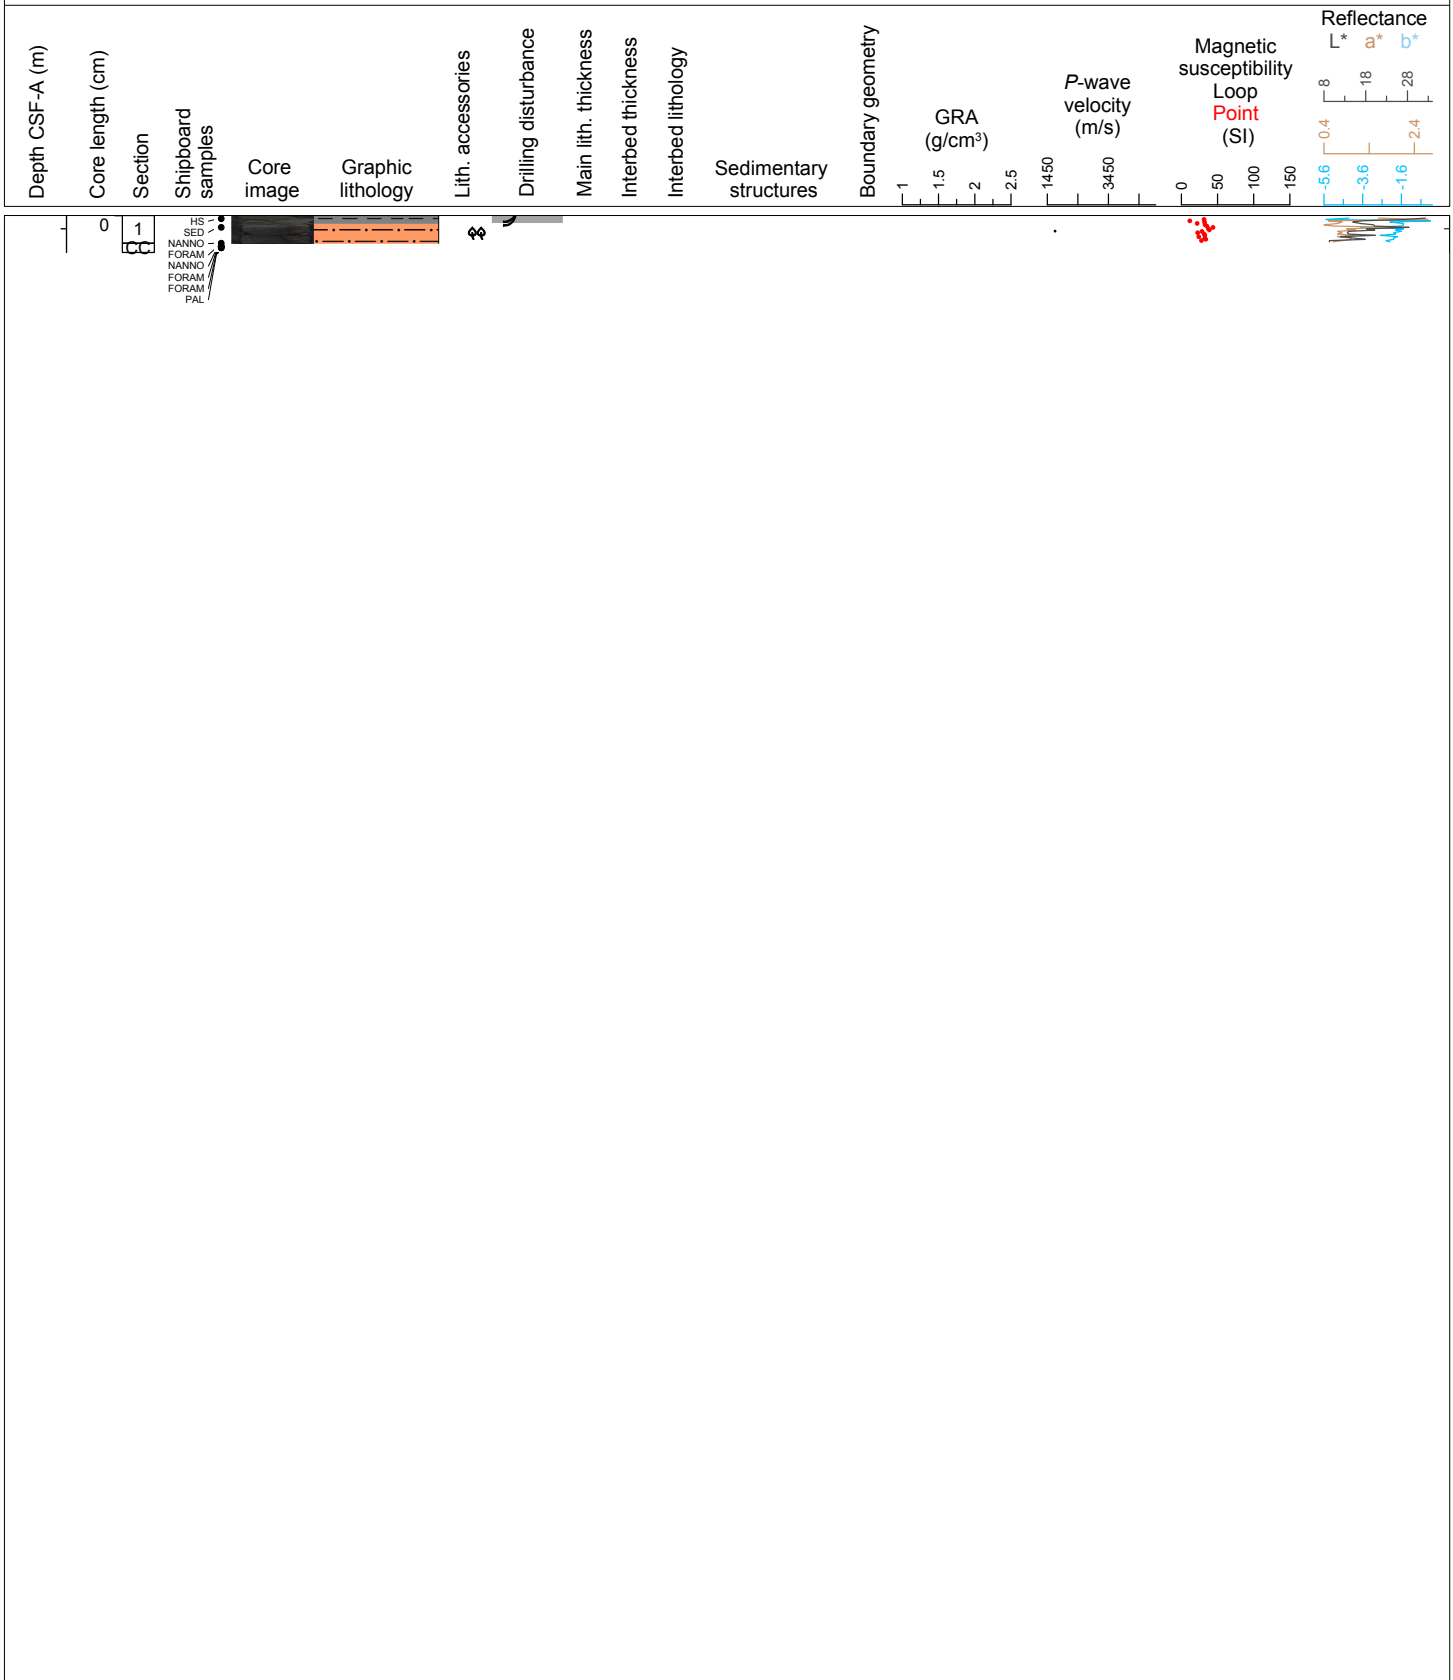 Depth CSF-A (m)
Core length (cm)
Section
Shipboard
samples
Core
image
Graphic
lithology
Lith. accessories
Drilling disturbance
Main lith. thickness
Interbed thickness
Interbed lithology
Sedimentary
structures
Boundary geometry
GRA
(g/cm³)
1
1.5
2
2.5
P-wave
velocity
(m/s)
1450
3450
Magnetic
susceptibility
Loop
Point
(SI)
0
50
100
150
Reflectance
L* a* b*
8
18
28
0.4
2.4
-5.6
-3.6
-1.6
0
1
CC
HS
SED
NANNO
FORAM
NANNO
FORAM
FORAM
PAL